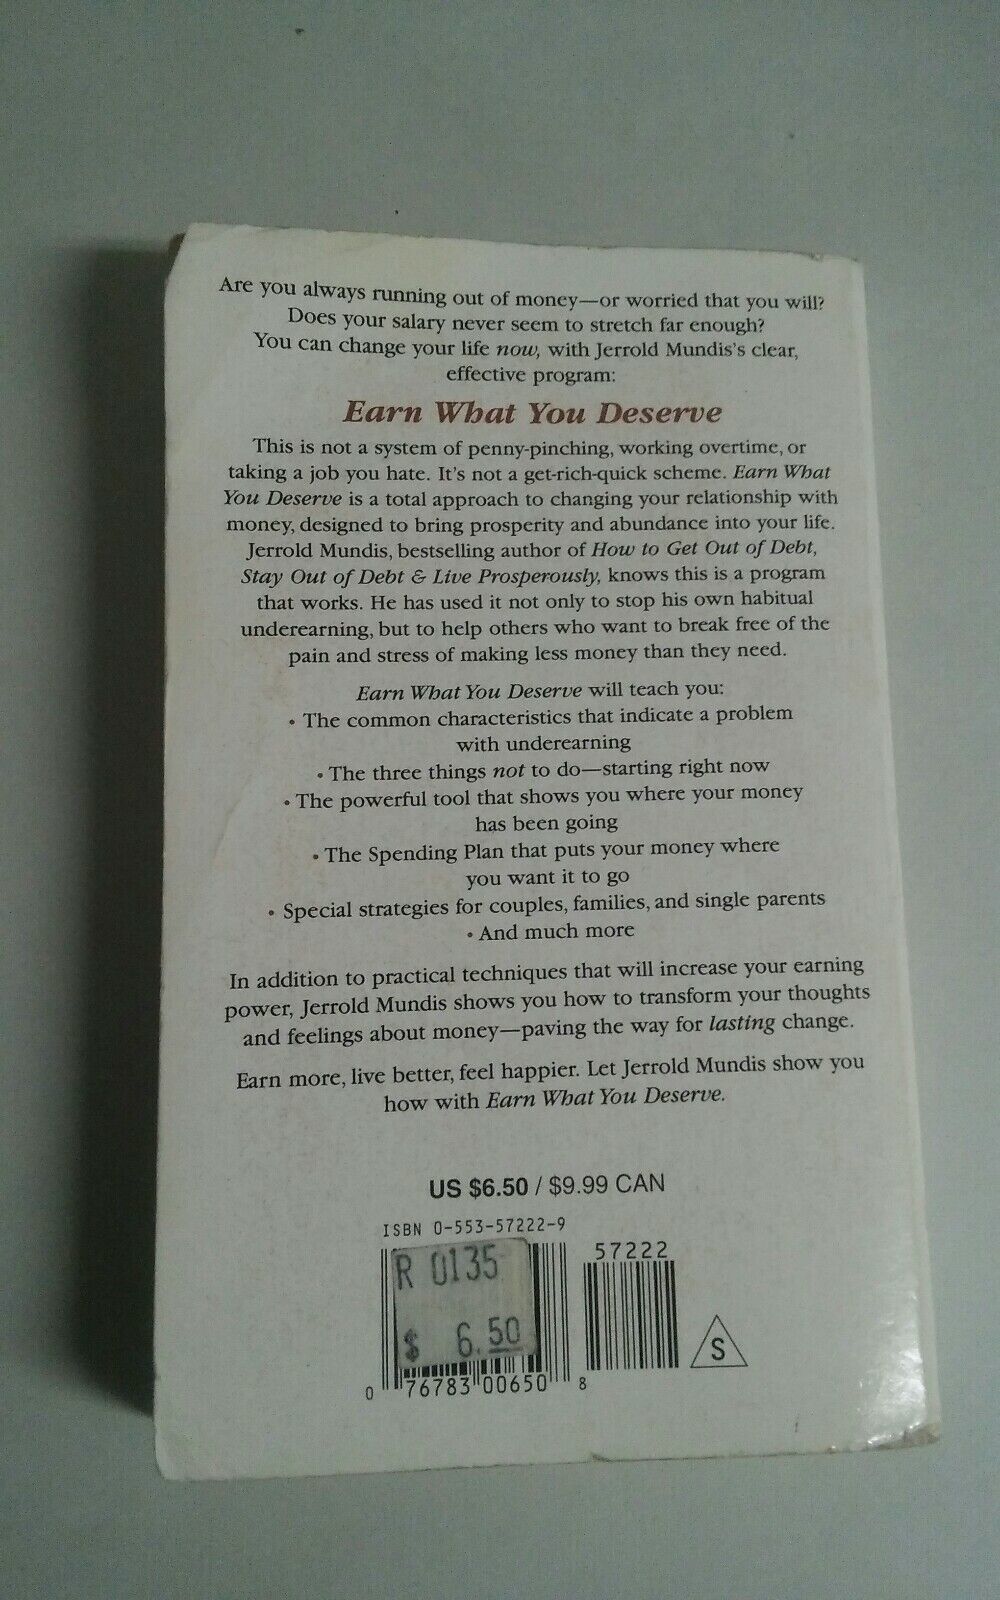 Are you always running out of money—or worried that you will?
Does your salary never seem to stretch far enough?
You can change your life now, with Jerrold Mundis's clear,
effective program:
Earn What You Deserve
This is not a system of penny-pinching, working overtime, or
taking a job you hate. It's not a get-rich-quick scheme. Earn What
You Deserve is a total approach to changing your relationship with
money, designed to bring prosperity and abundance into your life.
Jerrold Mundis, bestselling author of How to Get Out of Debt,
Stay Out of Debt & Live Prosperously, knows this is a program
that works. He has used it not only to stop his own habitual
underearning, but to help others who want to break free of the
pain and stress of making less money than they need.
Earn What You Deserve will teach you:
• The common characteristics that indicate a problem
with underearning
• The three things not to do—starting right now
• The powerful tool that shows you where your money
has been going
• The Spending Plan that puts your money where
you want it to go
• Special strategies for couples, families, and single parents
• And much more
In addition to practical techniques that will increase your earning
power, Jerrold Mundis shows you how to transform your thoughts
and feelings about money—paving the way for lasting change.
Earn more, live better, feel happier. Let Jerrold Mundis show you
how with Earn What You Deserve.
US $6.50 / $9.99 CAN
ISBN 0-553-57222-9
57222
R 0135
$ 6.50
S
0 76783 00650 8